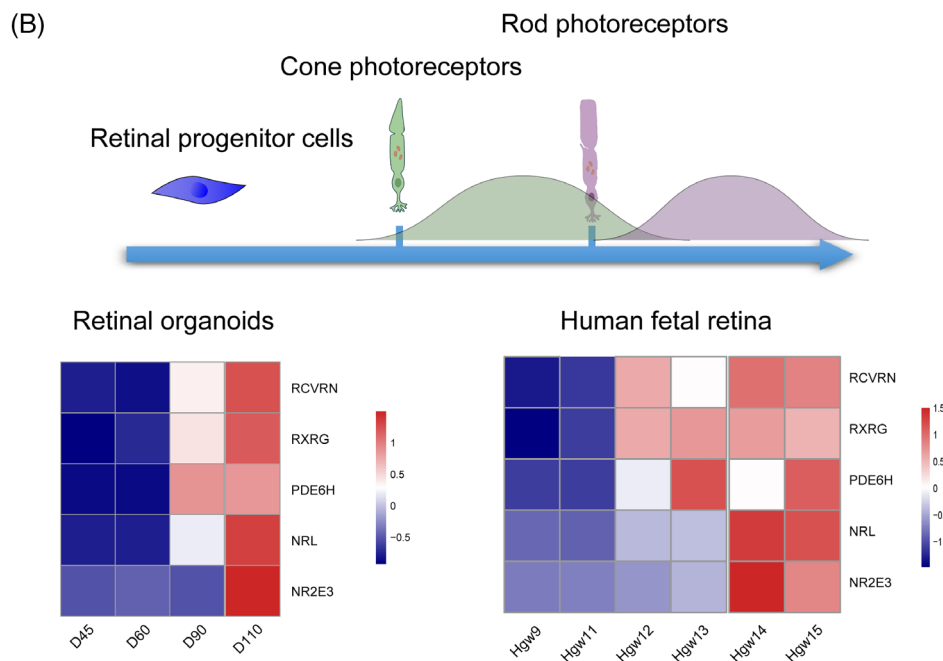 (B)
Rod photoreceptors
Cone photoreceptors
Retinal progenitor cells
Retinal organoids
RCVRN
RXRG
PDE6H
NRL
NR2E3
1
0.5
0
−0.5
D45
D60
D90
D110
Human fetal retina
RCVRN
RXRG
PDE6H
NRL
NR2E3
1.5
1
0.5
0
−0.5
−1
Hgw9
Hgw11
Hgw12
Hgw13
Hgw14
Hgw15